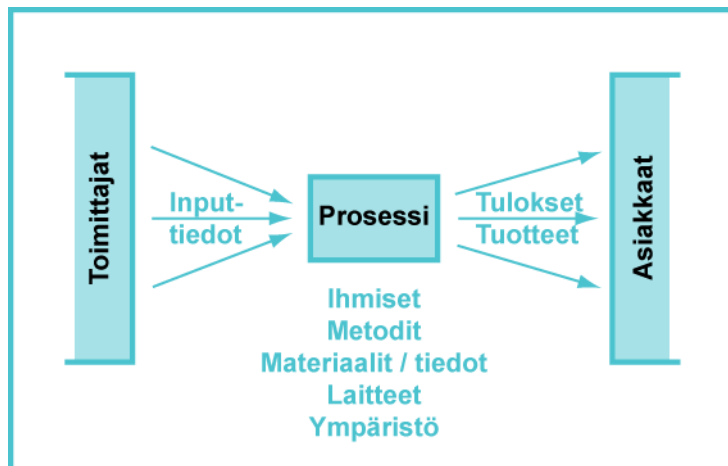 Toimittajat
Input-
tiedot
Prosessi
Tulokset
Tuotteet
Asiakkaat
Ihmiset
Metodit
Materiaalit / tiedot
Laitteet
Ympäristö